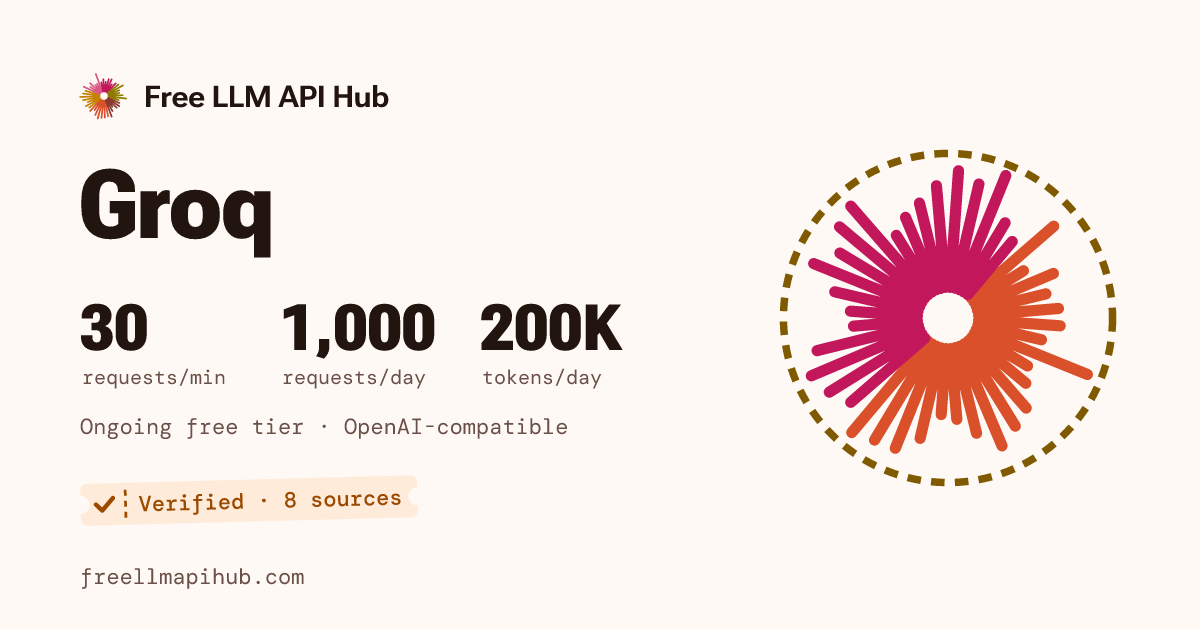 Free LLM API Hub
Groq
30 1,000 200K
requests/min requests/day tokens/day
Ongoing free tier · OpenAI-compatible
Verified · 8 sources
freellmapihub.com